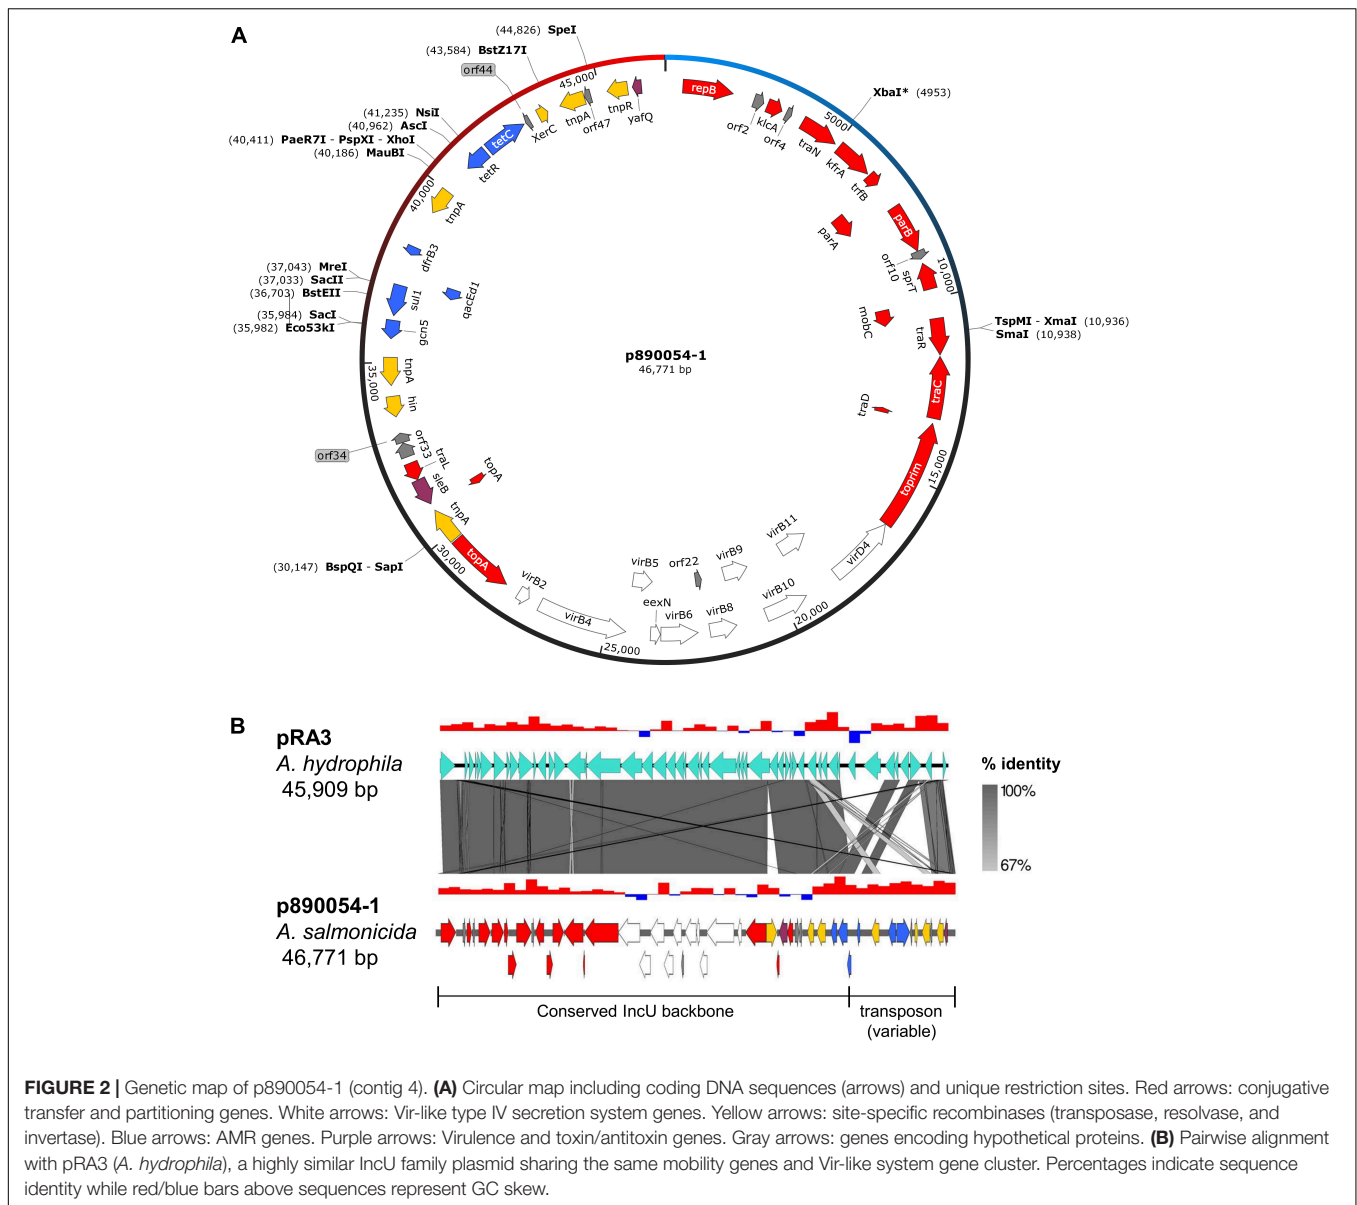 A
(44,826) SpeI
(43,584) BstZ17I
orf44
45,000
(41,235) NsiI
(40,962) AscI
(40,411) PaeR7I - PspXI - XhoI
(40,186) MauBI
40,000
(37,043) MreI
(37,033) SacII
(36,703) BstEII
(35,984) SacI
(35,982) Eco53kI
35,000
orf34
(30,147) BspQI - SapI
30,000
25,000
20,000
15,000
TspMI - XmaI (10,936)
SmaI (10,938)
10,000
XbaI* (4953)
5000
repB
orf2
klcA
orf4
traN
kfrA
trfB
parA
parB
orf10
sprT
mobC
traR
traC
traD
toprim
virD4
virB11
virB10
virB9
virB8
orf22
virB6
virB5
eexN
virB4
virB2
topA
tnpA
topA
sleB
traL
orf33
hin
tnpA
gcn5
sul1
qacEd1
dfrB3
tnpA
tetR
tetC
XerC
tnpA
orf47
tnpR
yafQ
p890054-1
46,771 bp
B
pRA3
A. hydrophila
45,909 bp
% identity
100%
67%
p890054-1
A. salmonicida
46,771 bp
Conserved IncU backbone
transposon
(variable)
FIGURE 2 | Genetic map of p890054-1 (contig 4). (A) Circular map including coding DNA sequences (arrows) and unique restriction sites. Red arrows: conjugative
transfer and partitioning genes. White arrows: Vir-like type IV secretion system genes. Yellow arrows: site-specific recombinases (transposase, resolvase, and
invertase). Blue arrows: AMR genes. Purple arrows: Virulence and toxin/antitoxin genes. Gray arrows: genes encoding hypothetical proteins. (B) Pairwise alignment
with pRA3 (A. hydrophila), a highly similar IncU family plasmid sharing the same mobility genes and Vir-like system gene cluster. Percentages indicate sequence
identity while red/blue bars above sequences represent GC skew.